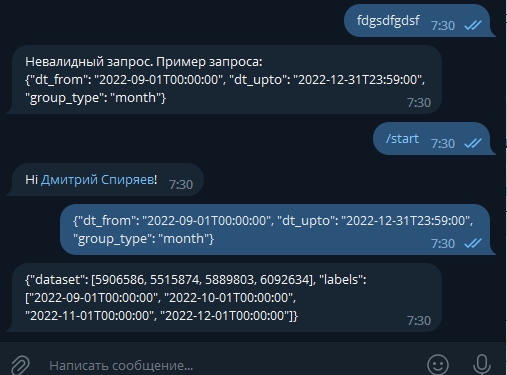 fdgsdfgdsf 7:30
Невалидный запрос. Пример запроса:
{"dt_from": "2022-09-01T00:00:00", "dt_upto": "2022-12-31T23:59:00",
"group_type": "month"}
7:30
/start 7:30
Hi Дмитрий Спиряев! 7:30
{"dt_from": "2022-09-01T00:00:00", "dt_upto": "2022-12-31T23:59:00",
"group_type": "month"}
7:30
{"dataset": [5906586, 5515874, 5889803, 6092634], "labels":
["2022-09-01T00:00:00", "2022-10-01T00:00:00",
"2022-11-01T00:00:00", "2022-12-01T00:00:00"]}
7:30
Написать сообщение...